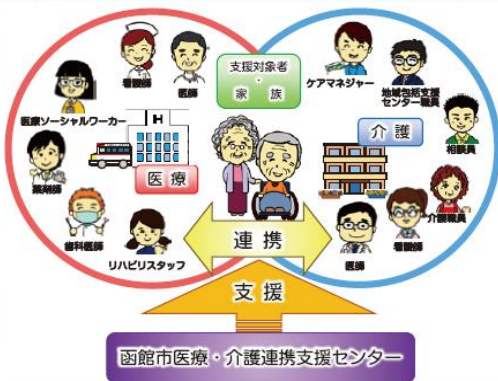 看護師
医師
医療ソーシャルワーカー
薬剤師
歯科医師
リハビリスタッフ
H
医療
支援対象者
・
家族
ケアマネジャー
地域包括支援
センター職員
相談員
介護
介護職員
看護師
医師
連携
支援
函館市医療・介護連携支援センター